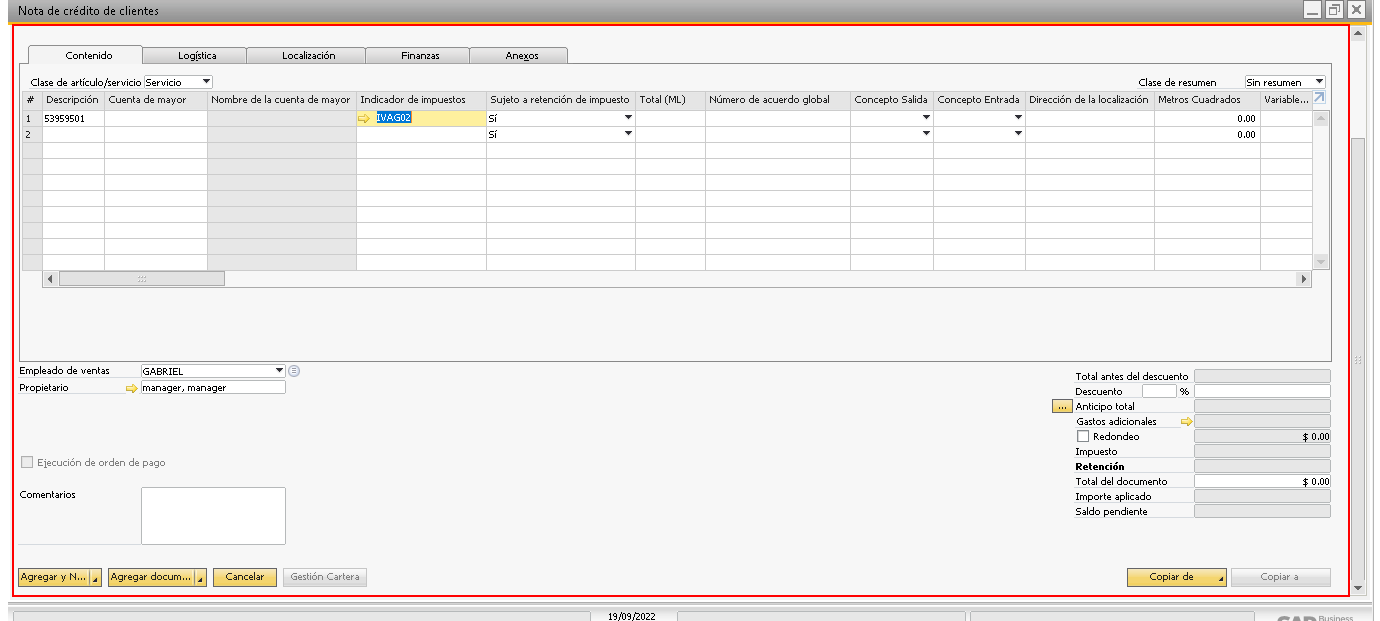 Nota de crédito de clientes
Contenido Logística Localización Finanzas Anexos
Clase de artículo/servicio Servicio Clase de resumen Sin resumen
# Descripción Cuenta de mayor Nombre de la cuenta de mayor Indicador de impuestos Sujeto a retención de impuesto Total (ML) Número de acuerdo global Concepto Salida Concepto Entrada Dirección de la localización Metros Cuadrados Variable...
1 53959501 IVAG02 Sí 0.00
2 Sí 0.00
Empleado de ventas GABRIEL
Propietario manager, manager
Total antes del descuento
Descuento %
... Anticipo total
Gastos adicionales
Redondeo $ 0.00
Impuesto
Retención
Total del documento $ 0.00
Importe aplicado
Saldo pendiente
Ejecución de orden de pago
Comentarios
Agregar y N... Agregar docum... Cancelar Gestión Cartera Copiar de Copiar a
19/09/2022
SAP Business